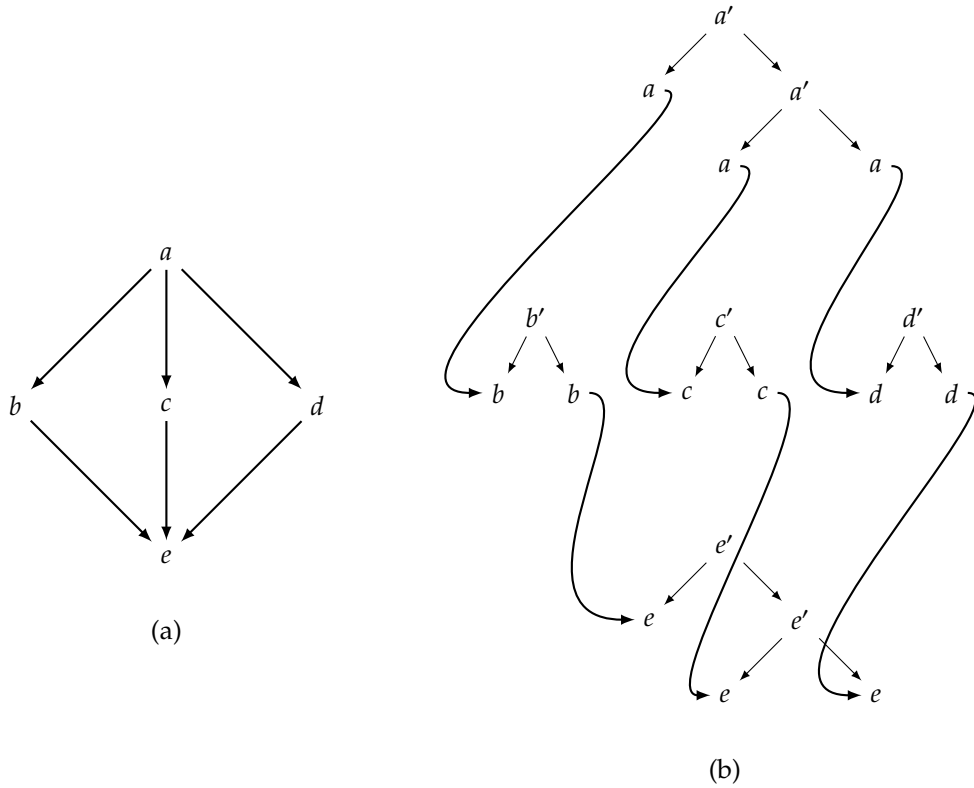 a
b c d
e
(a)
a′
a a′
a a
b′ c′ d′
b b c c d d
e′
e e′
e e
(b)